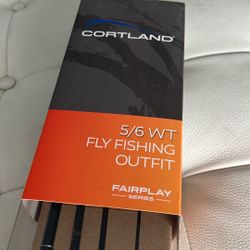 CORTLAND
5/6 WT
FLY FISHING
OUTFIT
FAIRPLAY
SERIES